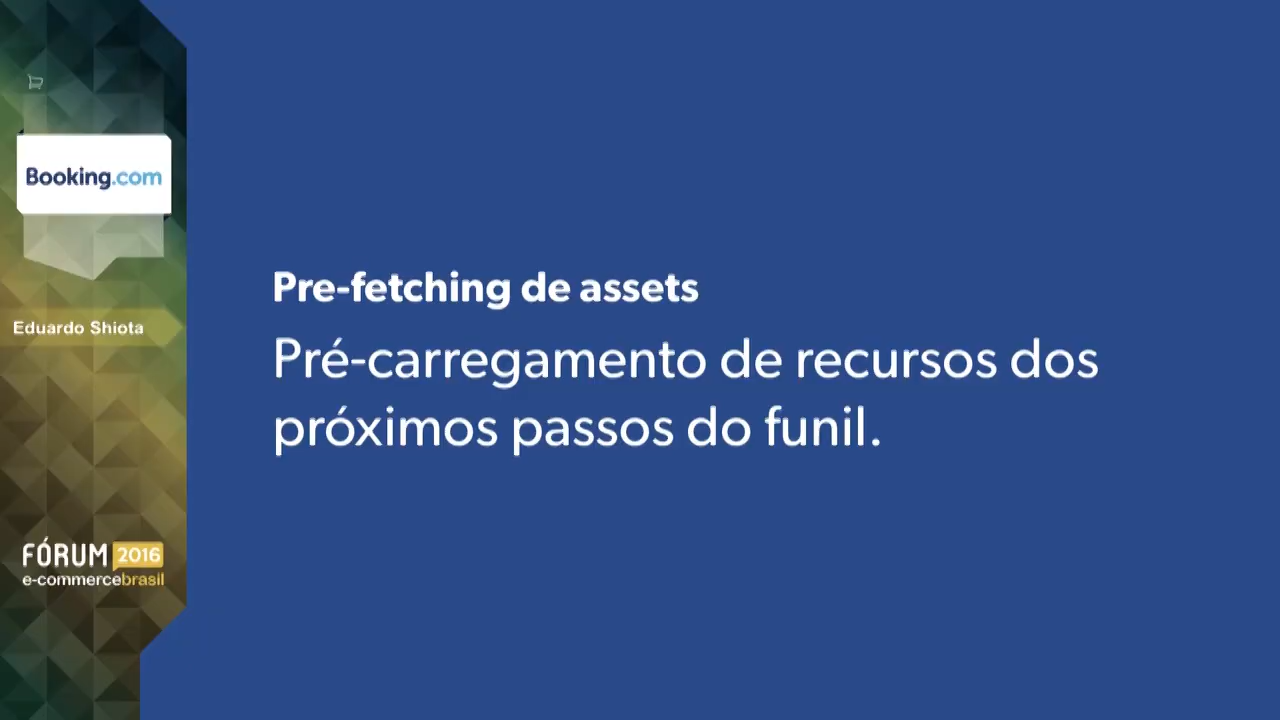 Booking.com
Eduardo Shiota
FÓRUM 2016
e-commercebrasil
Pre-fetching de assets
Pré-carregamento de recursos dos
próximos passos do funil.